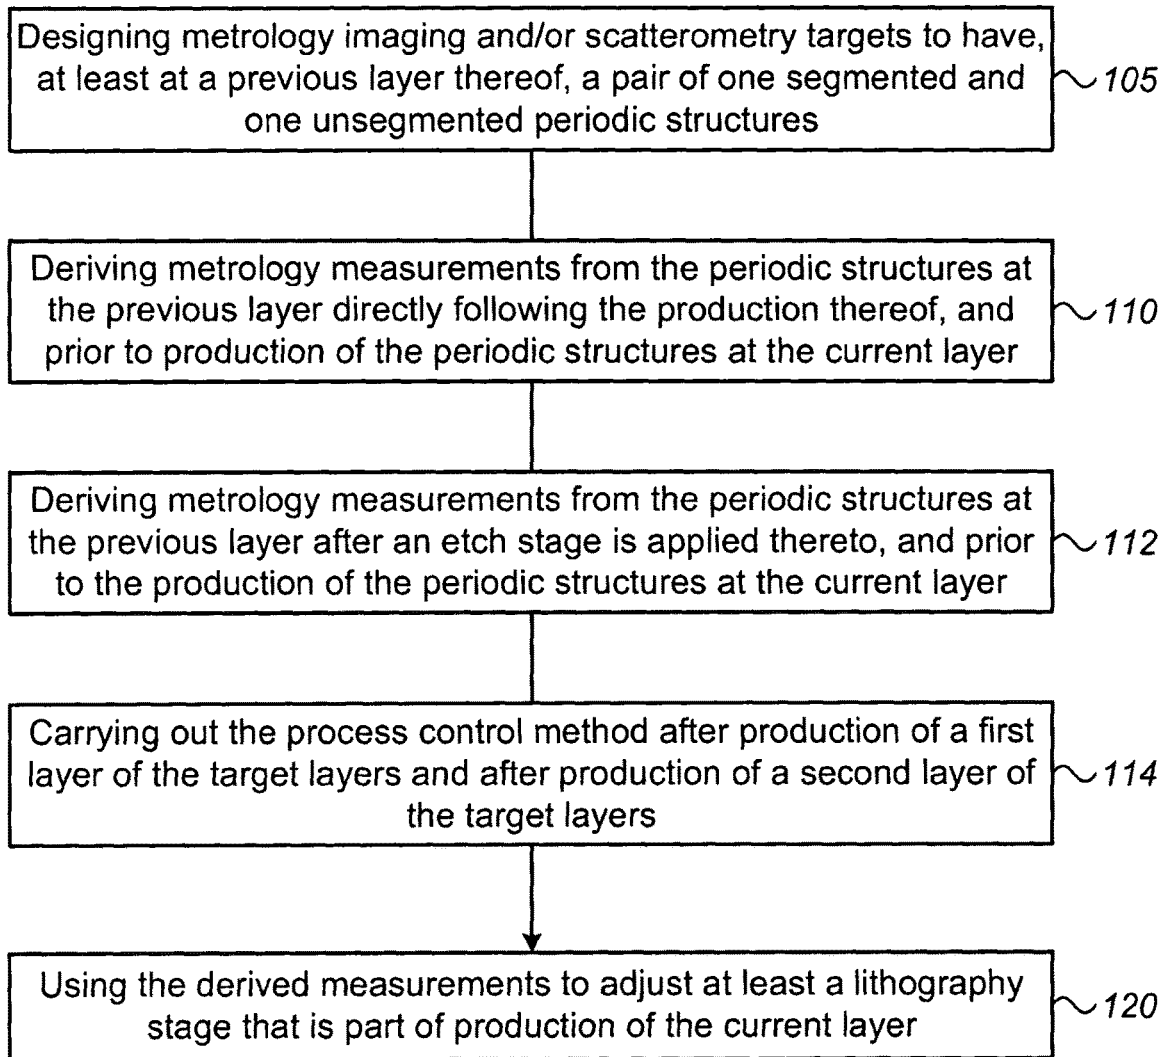 Designing metrology imaging and/or scatterometry targets to have,
at least at a previous layer thereof, a pair of one segmented and
one unsegmented periodic structures
105
Deriving metrology measurements from the periodic structures at
the previous layer directly following the production thereof, and
prior to production of the periodic structures at the current layer
110
Deriving metrology measurements from the periodic structures at
the previous layer after an etch stage is applied thereto, and prior
to the production of the periodic structures at the current layer
112
Carrying out the process control method after production of a first
layer of the target layers and after production of a second layer of
the target layers
114
Using the derived measurements to adjust at least a lithography
stage that is part of production of the current layer
120